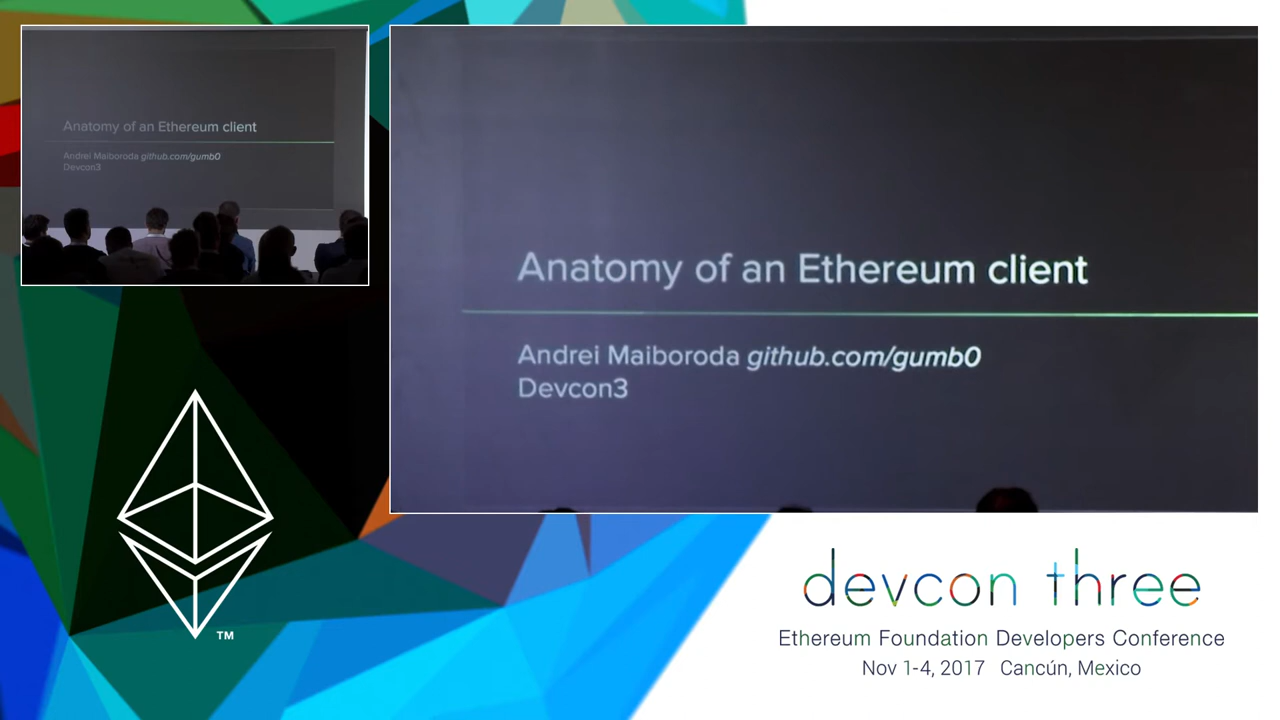 Anatomy of an Ethereum client
Andrei Maiboroda github.com/gumb0
Devcon3
Anatomy of an Ethereum client
Andrei Maiboroda github.com/gumb0
Devcon3
TM
devcon three
Ethereum Foundation Developers Conference
Nov 1-4, 2017 Cancún, Mexico